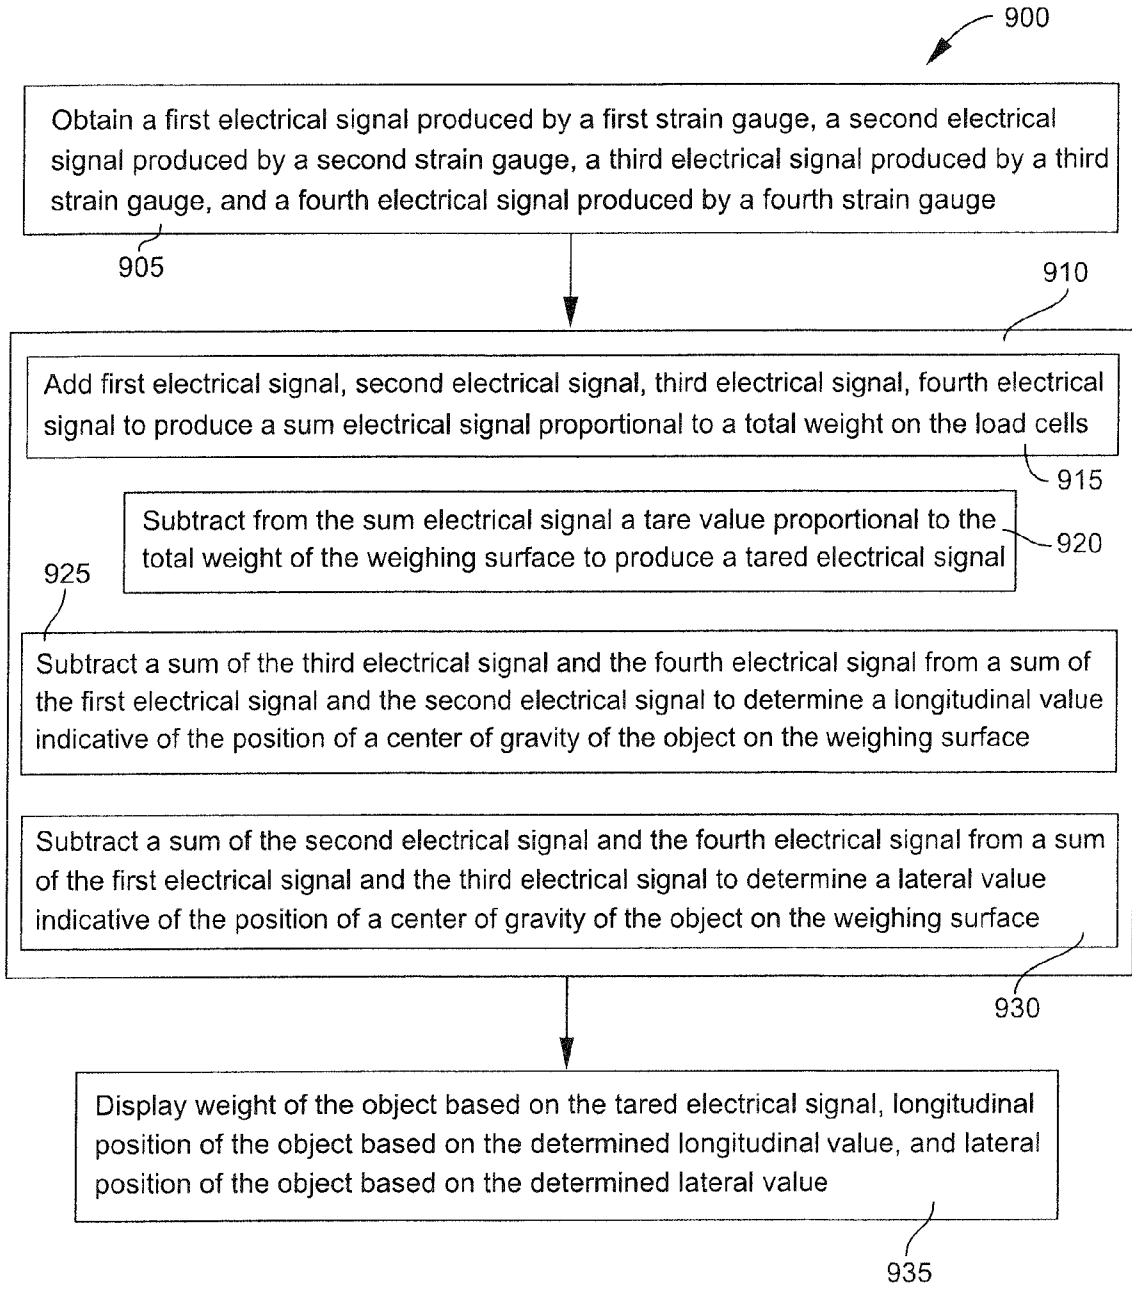 900
Obtain a first electrical signal produced by a first strain gauge, a second electrical
signal produced by a second strain gauge, a third electrical signal produced by a third
strain gauge, and a fourth electrical signal produced by a fourth strain gauge
905
910
Add first electrical signal, second electrical signal, third electrical signal, fourth electrical
signal to produce a sum electrical signal proportional to a total weight on the load cells
915
Subtract from the sum electrical signal a tare value proportional to the
total weight of the weighing surface to produce a tared electrical signal
920
925
Subtract a sum of the third electrical signal and the fourth electrical signal from a sum of
the first electrical signal and the second electrical signal to determine a longitudinal value
indicative of the position of a center of gravity of the object on the weighing surface
Subtract a sum of the second electrical signal and the fourth electrical signal from a sum
of the first electrical signal and the third electrical signal to determine a lateral value
indicative of the position of a center of gravity of the object on the weighing surface
930
Display weight of the object based on the tared electrical signal, longitudinal
position of the object based on the determined longitudinal value, and lateral
position of the object based on the determined lateral value
935